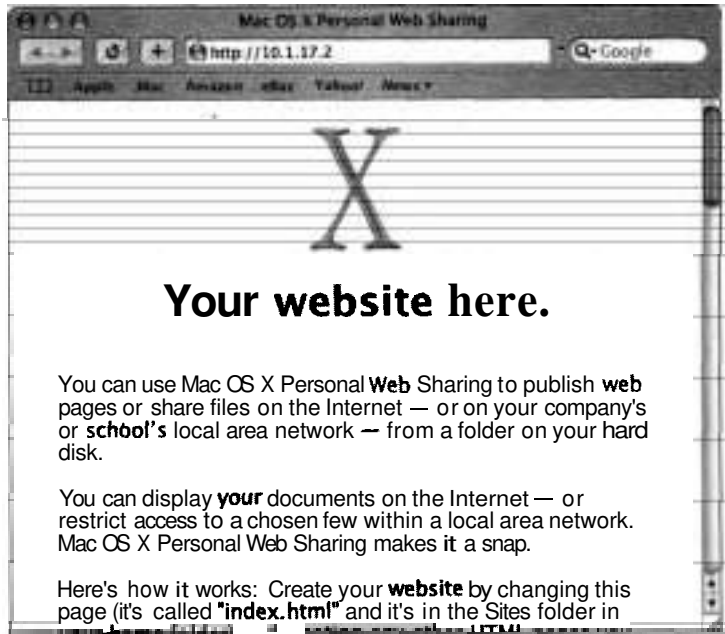 Mac OS X Personal Web Sharing
http://10.1.17.2
Q- Google
Apple Mac Amazon eBay Yahoo! News
X
Your website here.
You can use Mac OS X Personal Web Sharing to publish web
pages or share files on the Internet — or on your company's
or school's local area network — from a folder on your hard
disk.
You can display your documents on the Internet — or
restrict access to a chosen few within a local area network.
Mac OS X Personal Web Sharing makes it a snap.
Here's how it works: Create your website by changing this
page (it's called "index.html" and it's in the Sites folder in